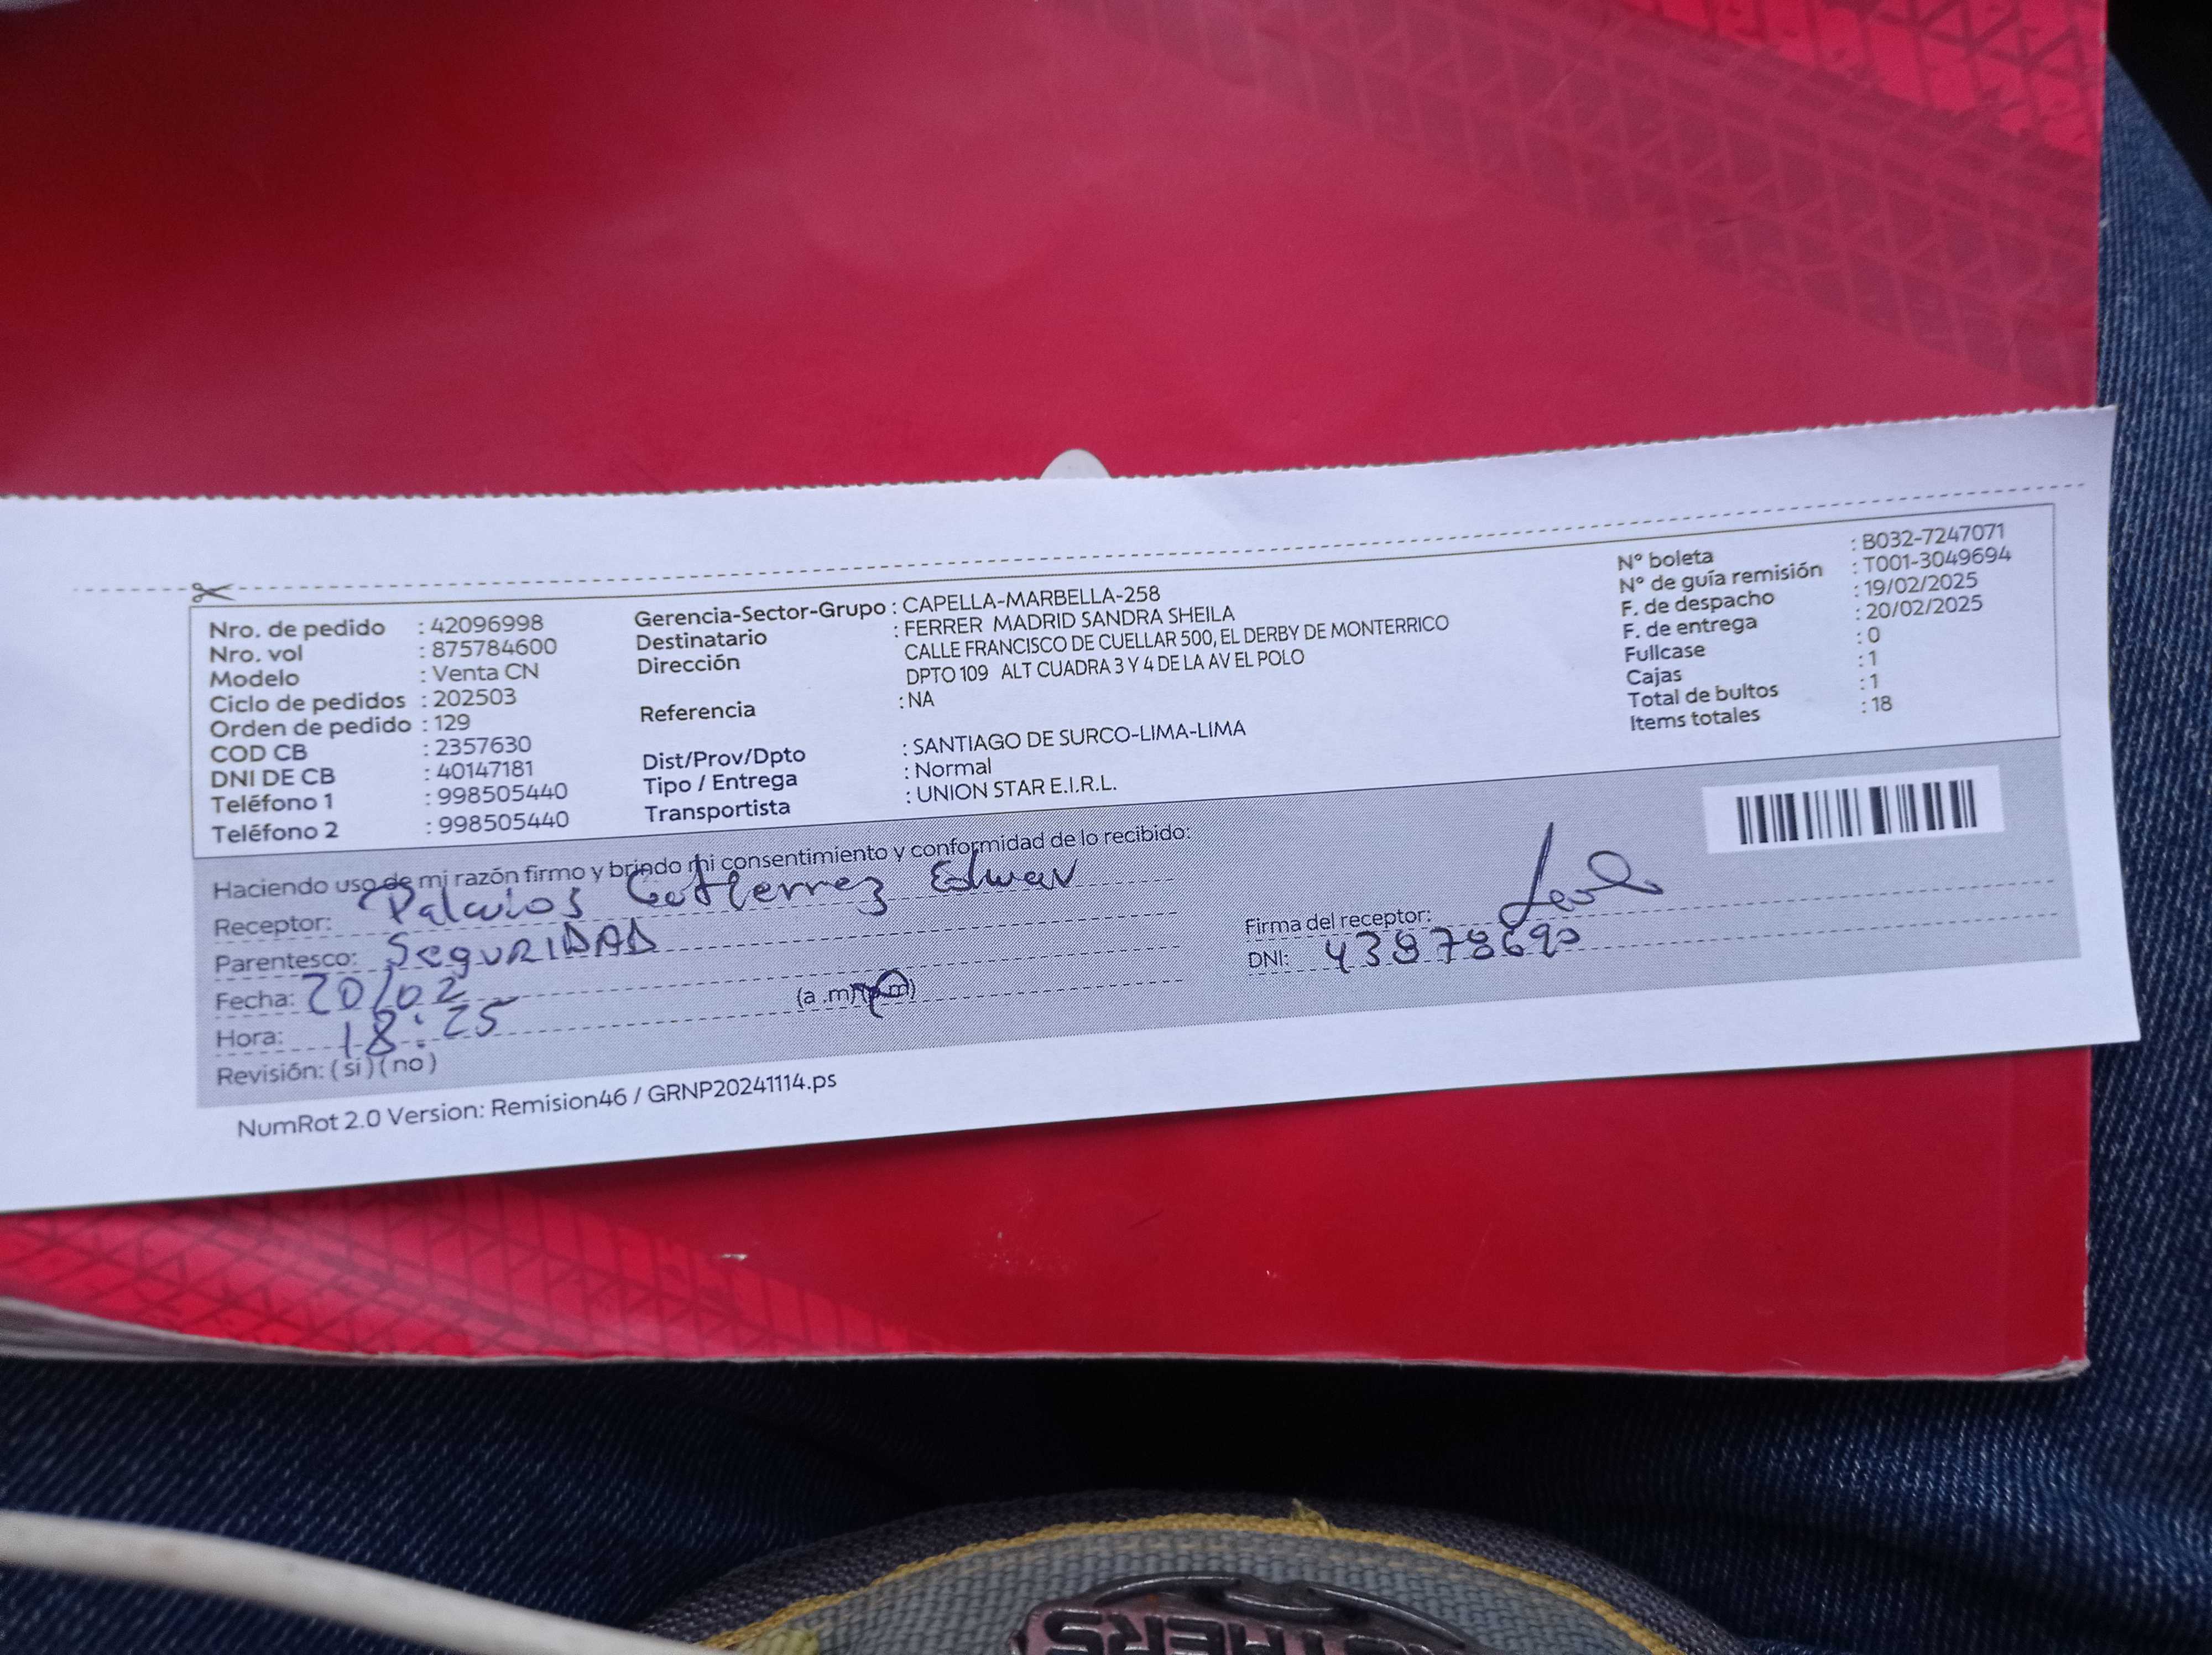 Nro. de pedido : 42096998
Nro. vol : 875784600
Modelo : Venta CN
Ciclo de pedidos : 202503
Orden de pedido : 129
COD CB : 2357630
DNI DE CB : 40147181
Teléfono 1 : 998505440
Teléfono 2 : 998505440
Gerencia-Sector-Grupo : CAPELLA-MARBELLA-258
Destinatario : FERRER MADRID SANDRA SHEILA
Dirección CALLE FRANCISCO DE CUELLAR 500, EL DERBY DE MONTERRICO
DPTO 109 ALT CUADRA 3 Y 4 DE LA AV EL POLO
Referencia : NA
Dist/Prov/Dpto : SANTIAGO DE SURCO-LIMA-LIMA
Tipo / Entrega : Normal
Transportista : UNION STAR E.I.R.L.
N° boleta : B032-7247071
N° de guía remisión : T001-3049694
F. de despacho : 19/02/2025
F. de entrega : 20/02/2025
Fullcase : 0
Cajas : 1
Total de bultos : 1
Items totales : 18
Haciendo uso de mi razón firmo y brindo mi consentimiento y conformidad de lo recibido:
Receptor: Palacios Gutierrez Edwar
Parentesco: SeguRIDAD
Fecha: 20/02
Hora: 18:25 (a .m) (p.m)
Revisión: (si) (no)
Firma del receptor:
DNI: 43978690
NumRot 2.0 Version: Remision46 / GRNP20241114.ps